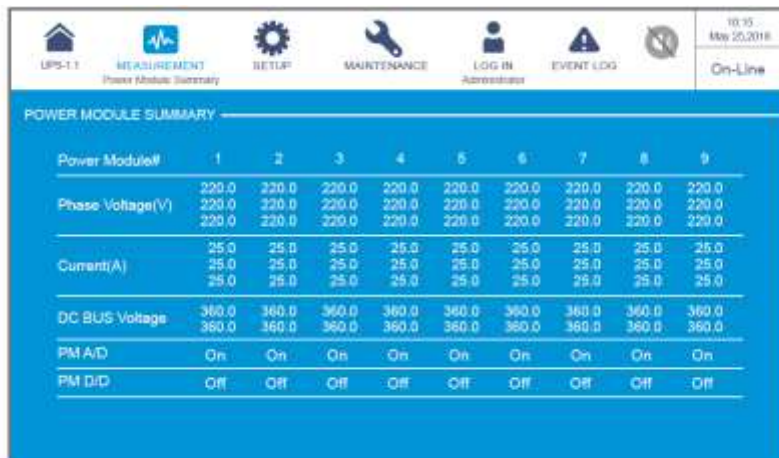 10:15
May 25,2018
UPS-1.1 MEASUREMENT SETUP MAINTENANCE LOG IN EVENT LOG
Power Module Summary Administrator
On-Line
POWER MODULE SUMMARY
Power Module# 1 2 3 4 5 6 7 8 9
220.0 220.0 220.0 220.0 220.0 220.0 220.0 220.0 220.0
Phase Voltage(V) 220.0 220.0 220.0 220.0 220.0 220.0 220.0 220.0 220.0
220.0 220.0 220.0 220.0 220.0 220.0 220.0 220.0 220.0
25.0 25.0 25.0 25.0 25.0 25.0 25.0 25.0 25.0
Current(A) 25.0 25.0 25.0 25.0 25.0 25.0 25.0 25.0 25.0
25.0 25.0 25.0 25.0 25.0 25.0 25.0 25.0 25.0
DC BUS Voltage 360.0 360.0 360.0 360.0 360.0 360.0 360.0 360.0 360.0
360.0 360.0 360.0 360.0 360.0 360.0 360.0 360.0 360.0
PM A/D On On On On On On On On On
PM D/D Off Off Off Off Off Off Off Off Off